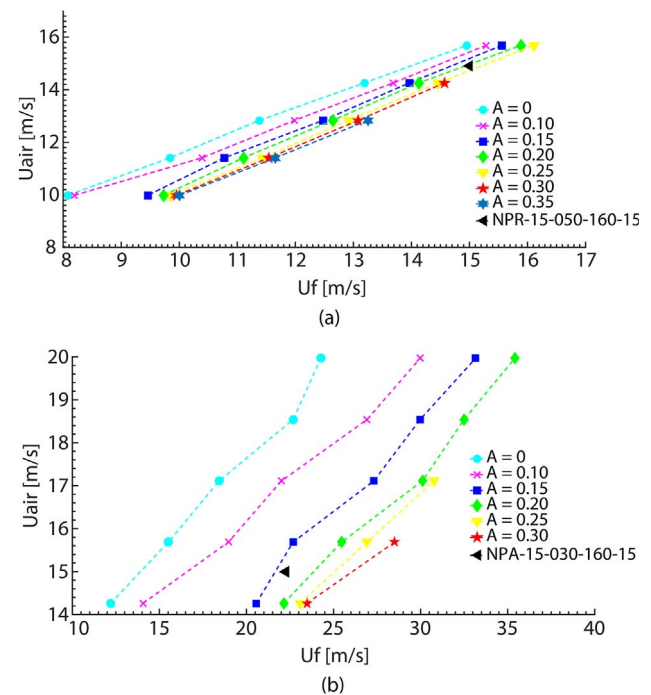 16
14
12
10
8
Uair [m/s]
A = 0
A = 0.10
A = 0.15
A = 0.20
A = 0.25
A = 0.30
A = 0.35
NPR-15-050-160-15
8 9 10 11 12 13 14 15 16 17
Uf [m/s]
(a)
20
19
18
17
16
15
14
Uair [m/s]
A = 0
A = 0.10
A = 0.15
A = 0.20
A = 0.25
A = 0.30
NPA-15-030-160-15
10 15 20 25 30 35 40
Uf [m/s]
(b)